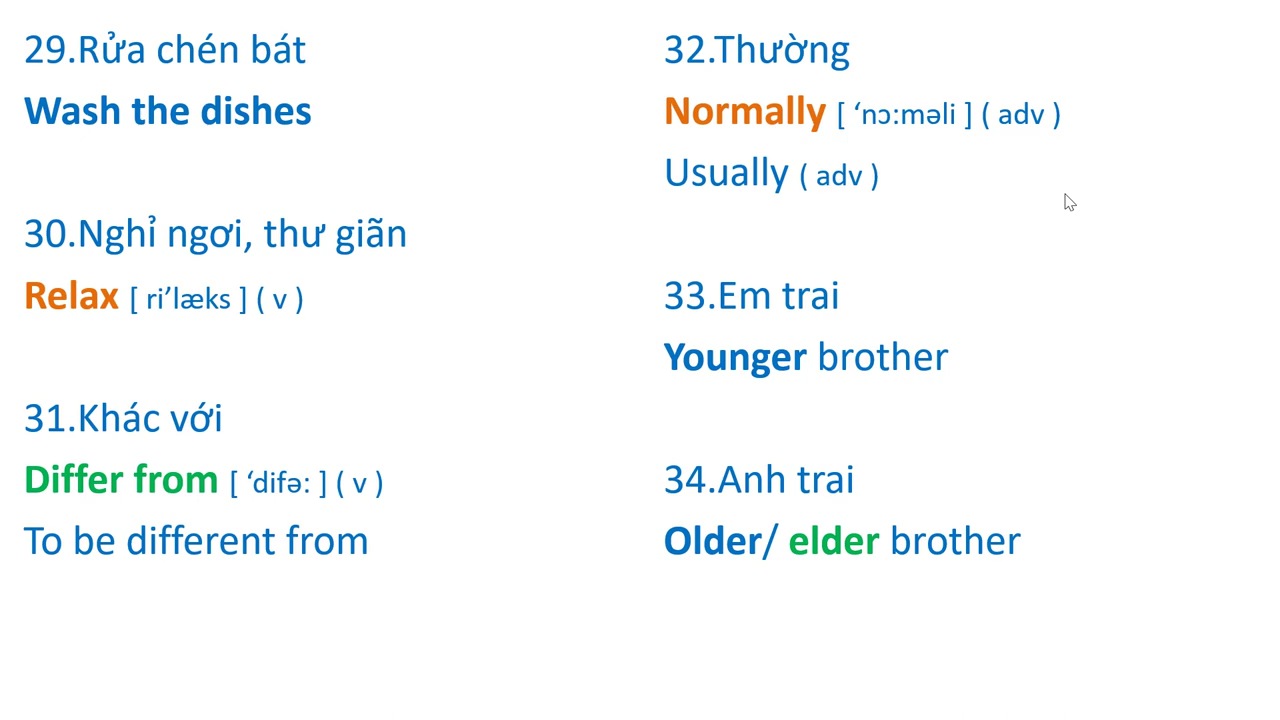 29.Rửa chén bát
Wash the dishes
30.Nghỉ ngơi, thư giãn
Relax [ ri’læks ] ( v )
31.Khác với
Differ from [ ‘difə: ] ( v )
To be different from
32.Thường
Normally [ ‘nɔ:məli ] ( adv )
Usually ( adv )
33.Em trai
Younger brother
34.Anh trai
Older/ elder brother